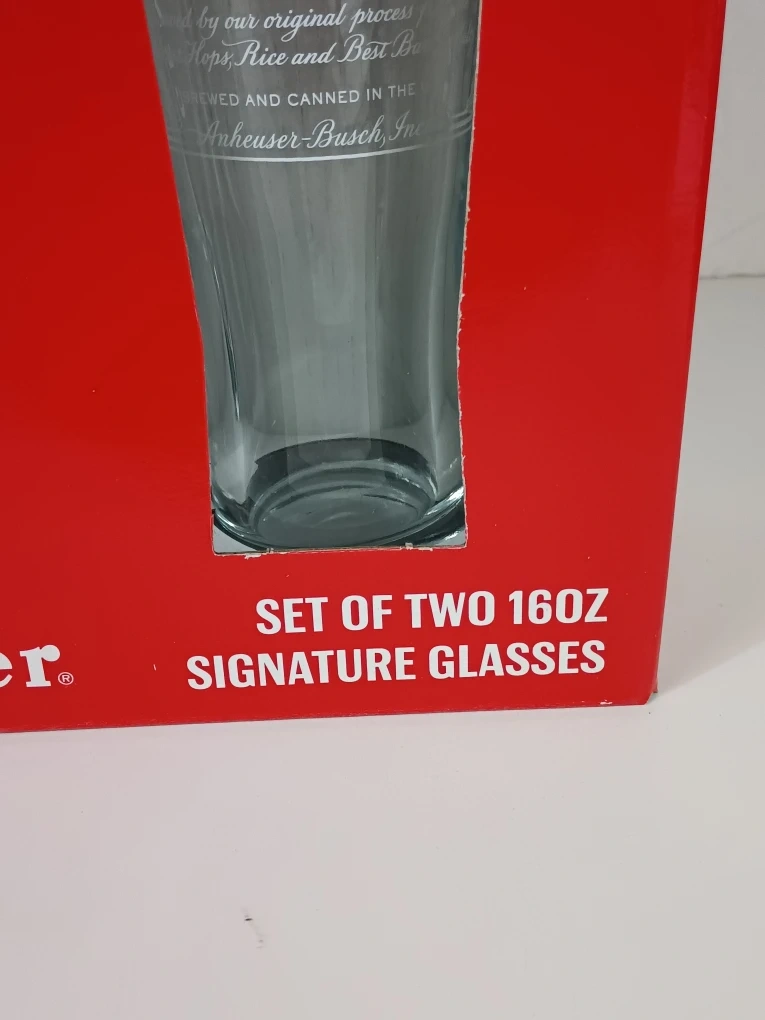 by our original process
Hops, Rice and Best
BREWED AND CANNED IN THE
Anheuser-Busch, Inc
SET OF TWO 16OZ
SIGNATURE GLASSES
er®